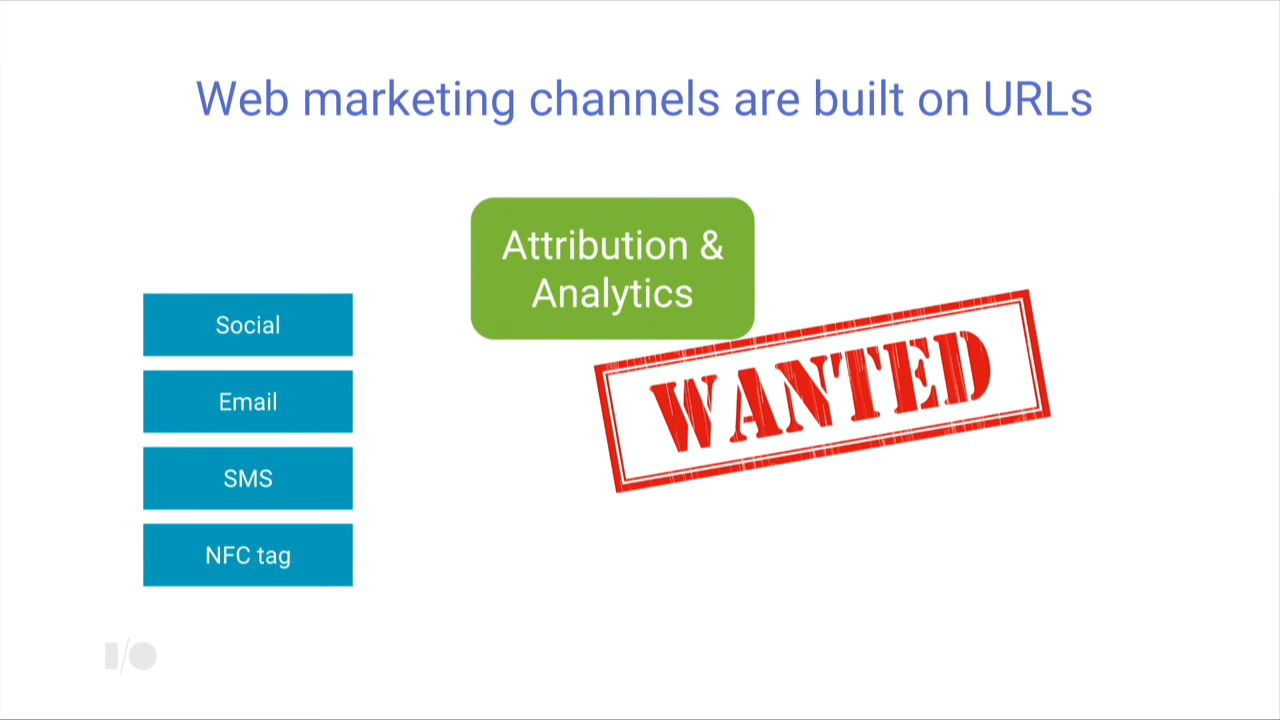 Web marketing channels are built on URLs
Attribution &
Analytics
Social
Email
SMS
NFC tag
WANTED
I/O